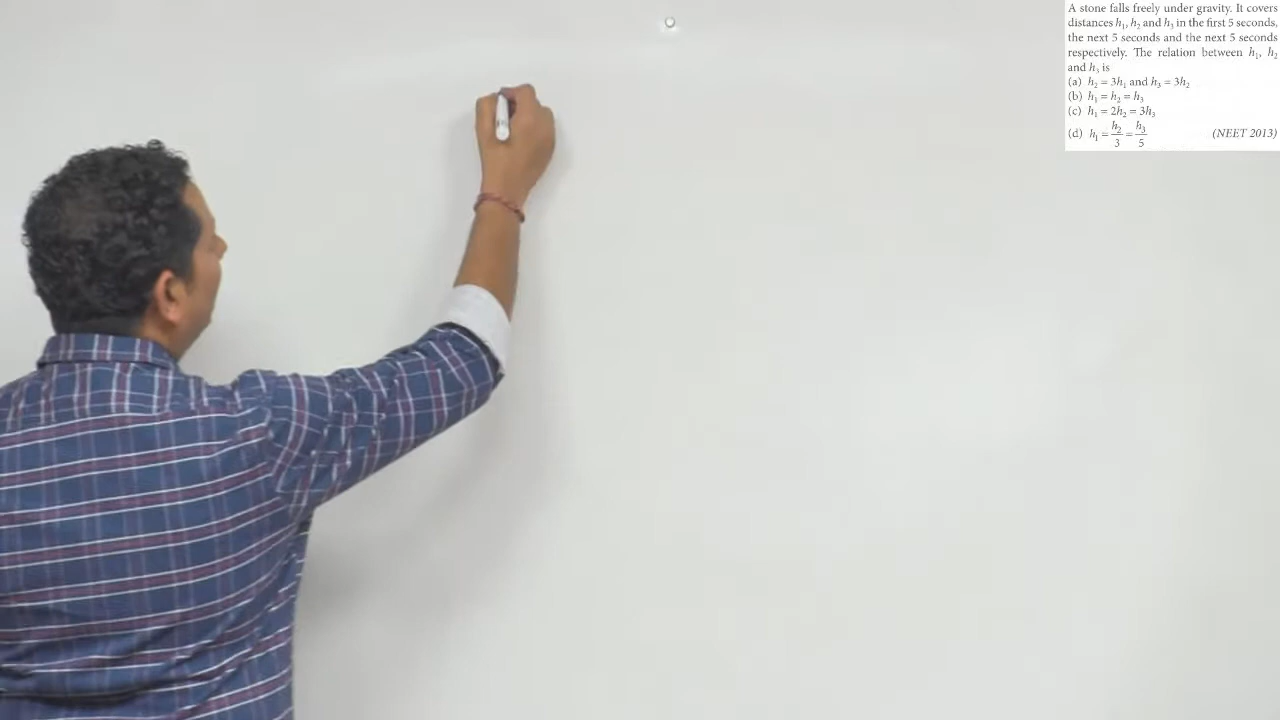 A stone falls freely under gravity. It covers
distances h₁, h₂ and h₃ in the first 5 seconds,
the next 5 seconds and the next 5 seconds
respectively. The relation between h₁, h₂
and h₃ is
(a) h₂ = 3h₁ and h₃ = 3h₂
(b) h₁ = h₂ = h₃
(c) h₁ = 2h₂ = 3h₃
(d) h₁ = h₂/3 = h₃/5 (NEET 2013)